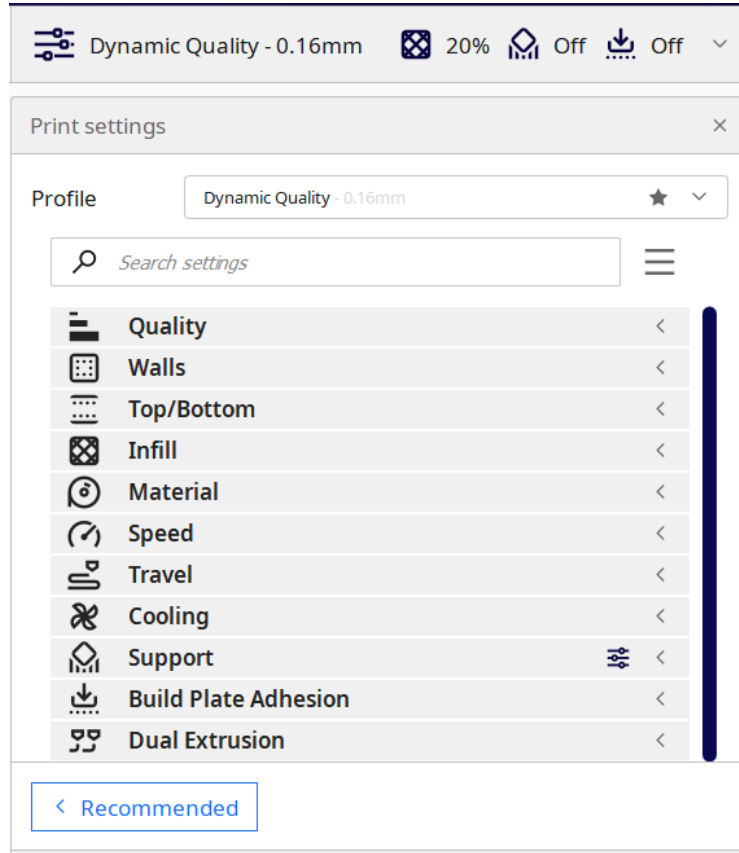 Dynamic Quality - 0.16mm 20% Off Off
Print settings
Profile Dynamic Quality - 0.16mm
Search settings
Quality
Walls
Top/Bottom
Infill
Material
Speed
Travel
Cooling
Support
Build Plate Adhesion
Dual Extrusion
Recommended